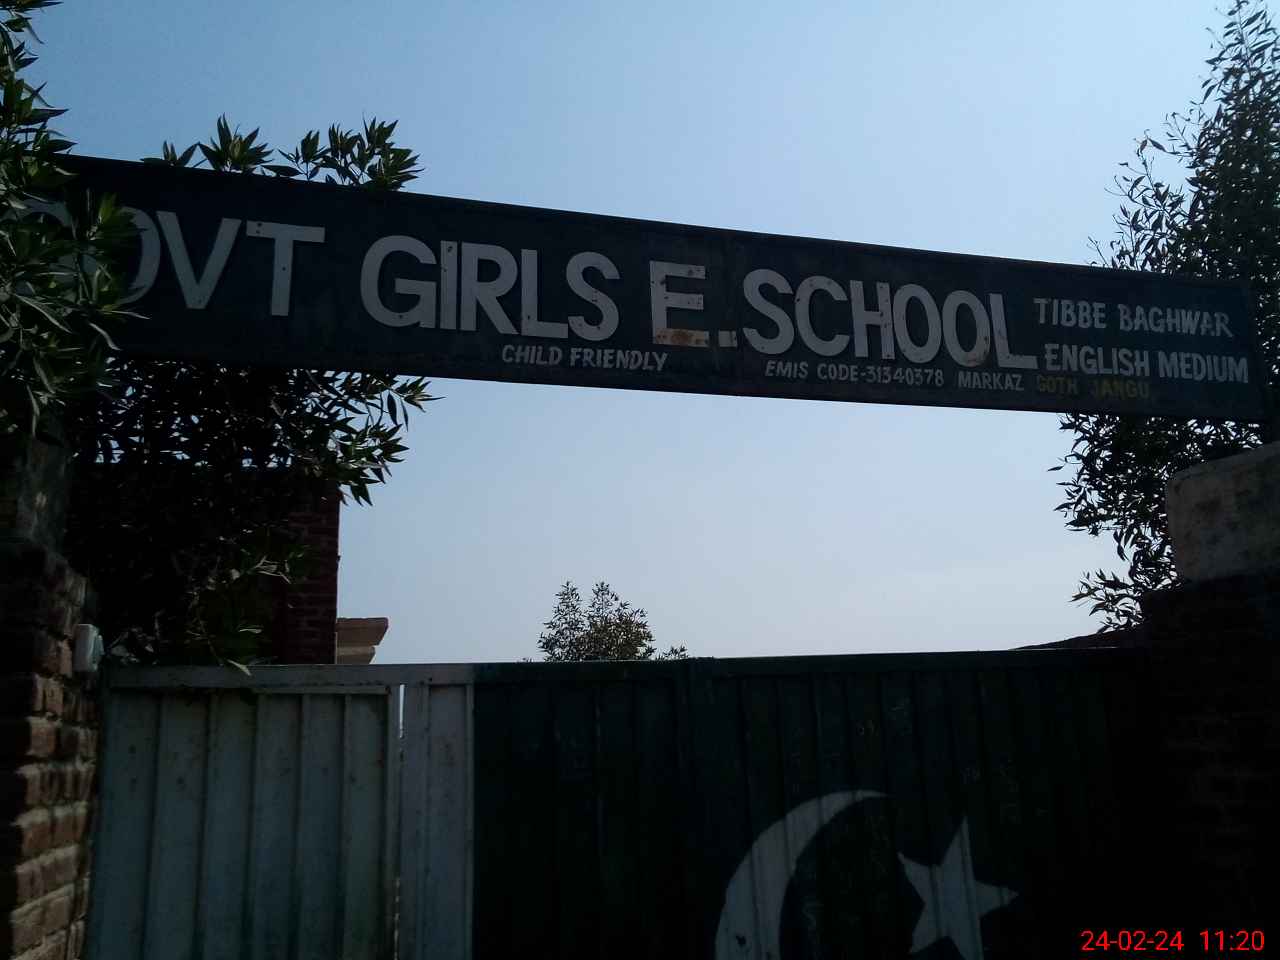 GOVT GIRLS E. SCHOOL
TIBBE BAGHWAR
ENGLISH MEDIUM
CHILD FRIENDLY
EMIS CODE-31340378 MARKAZ GOTH JANGU
24-02-24 11:20